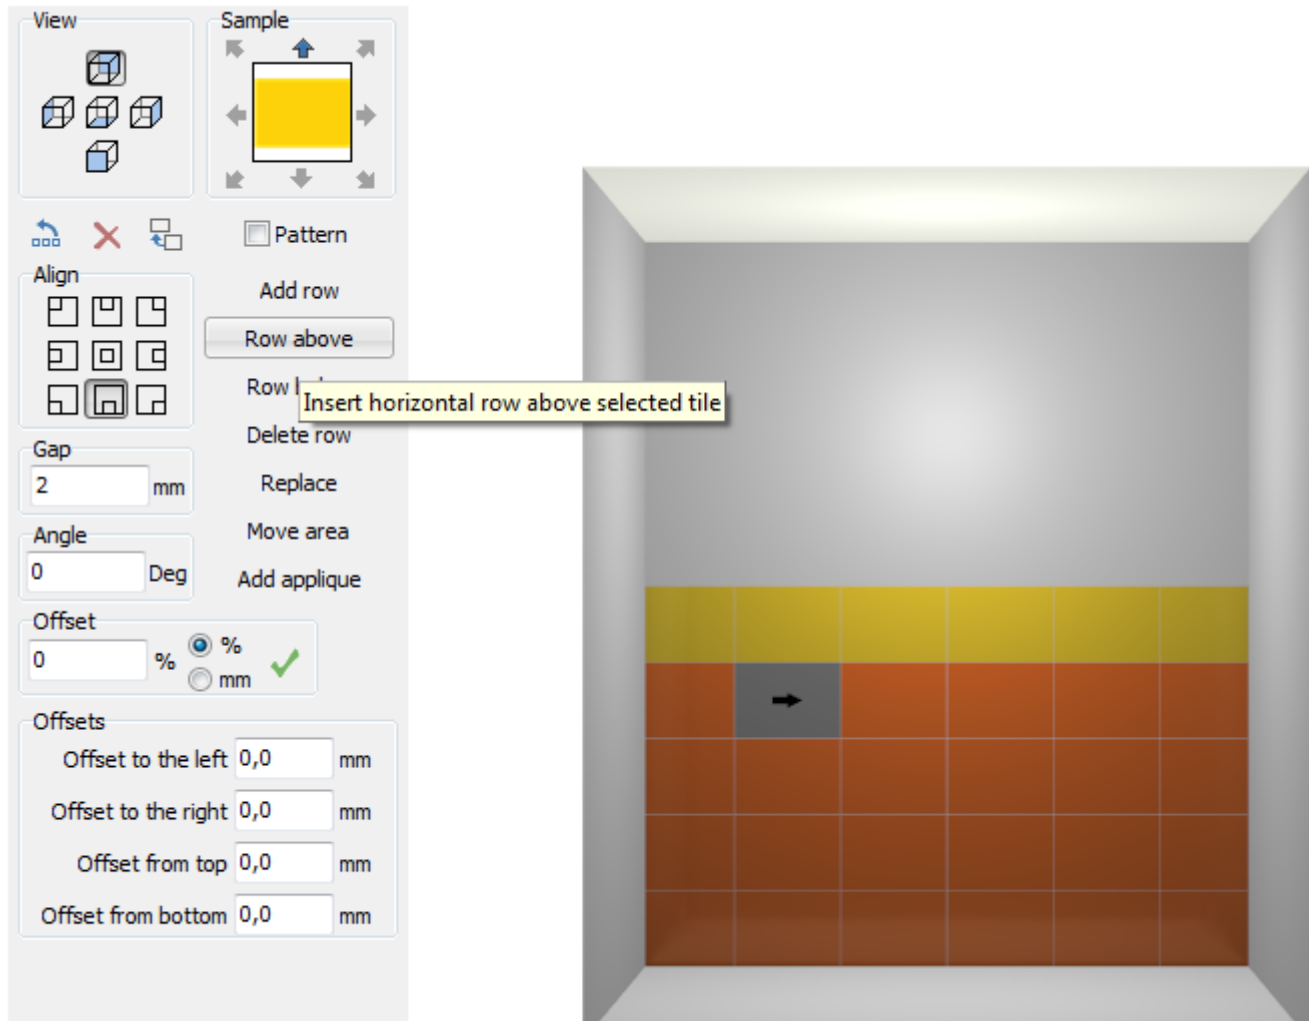 View
Sample
Pattern
Align
Add row
Row above
Row
Insert horizontal row above selected tile
Delete row
Gap
2 mm
Replace
Angle
Move area
0 Deg
Add applique
Offset
0 % %
mm
Offsets
Offset to the left 0,0 mm
Offset to the right 0,0 mm
Offset from top 0,0 mm
Offset from bottom 0,0 mm